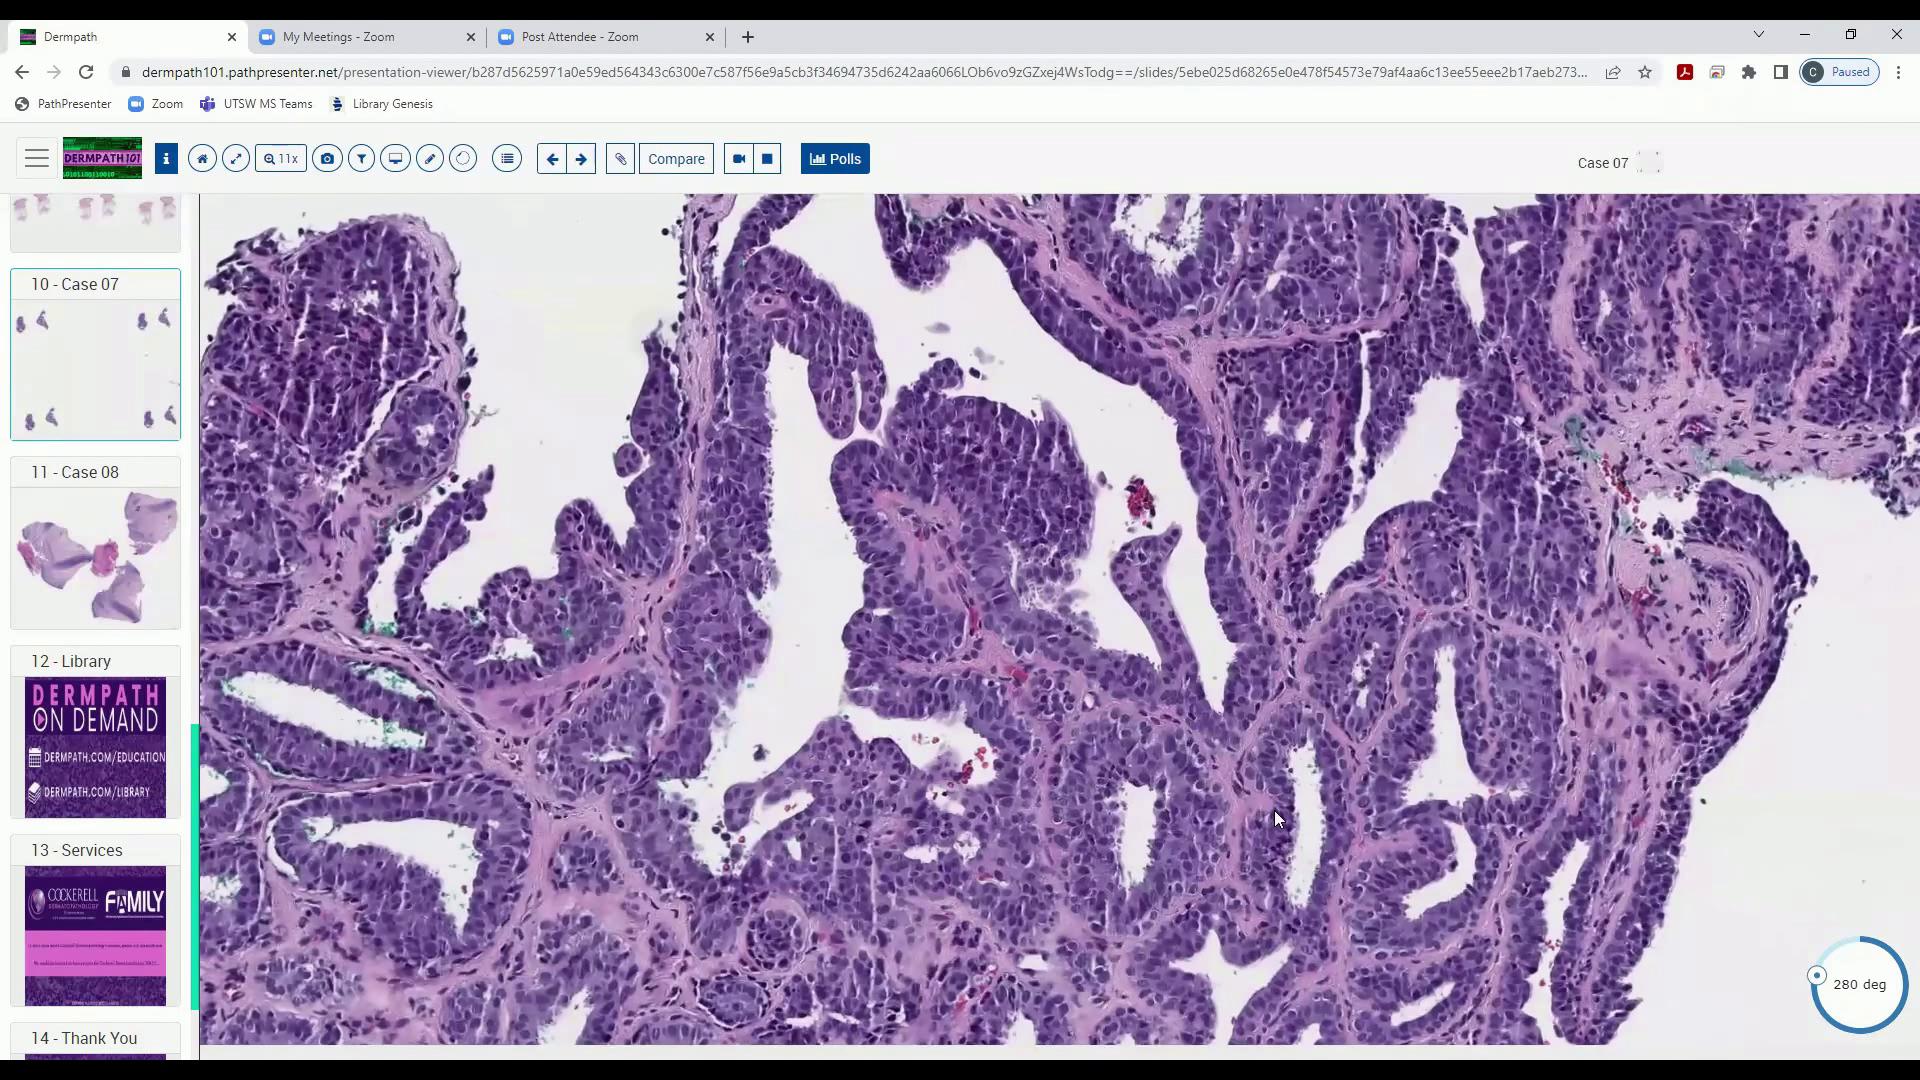 Dermpath
My Meetings - Zoom
Post Attendee - Zoom
dermpath101.pathpresenter.net/presentation-viewer/b287d5625971a0e59ed564343c6300e7c587f56e9a5cb3f34694735d6242aa6066LOb6vo9zGZxej4WsTodg==/slides/5ebe025d68265e0e478f54573e79af4aa6c13ee55eee2b17aeb273...
C Paused
PathPresenter
Zoom
UTSW MS Teams
Library Genesis
DERMPATH 101
i
11x
Compare
Polls
Case 07
10 - Case 07
11 - Case 08
12 - Library
DERMPATH
ON DEMAND
DERMPATH.COM/EDUCATION
DERMPATH.COM/LIBRARY
13 - Services
COCKERELL
FAMILY
14 - Thank You
280 deg